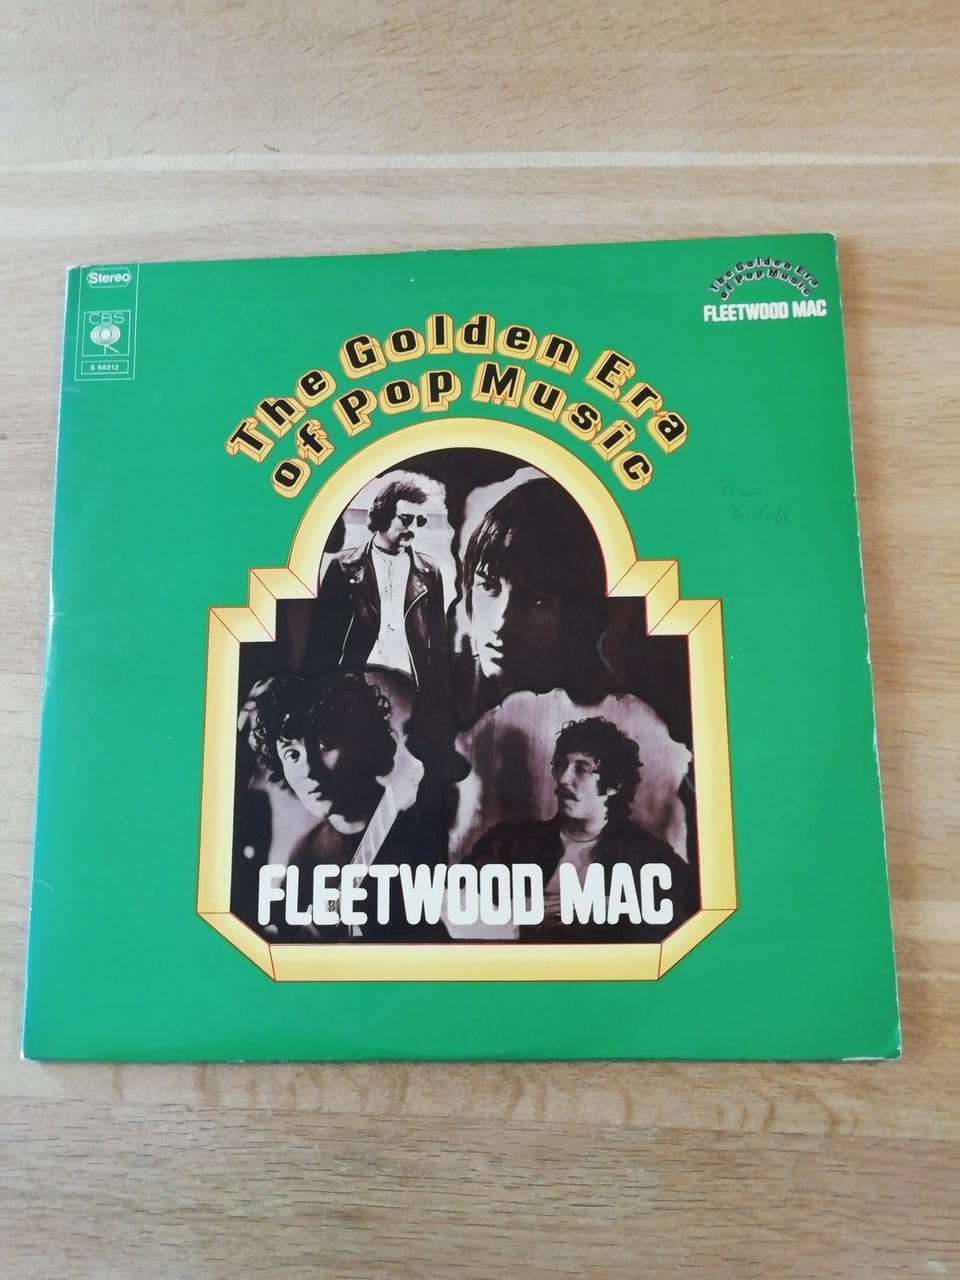 Stereo
CBS
S 68212
The Golden Era
of Pop Music
FLEETWOOD MAC
The Golden Era
of Pop Music
FLEETWOOD MAC